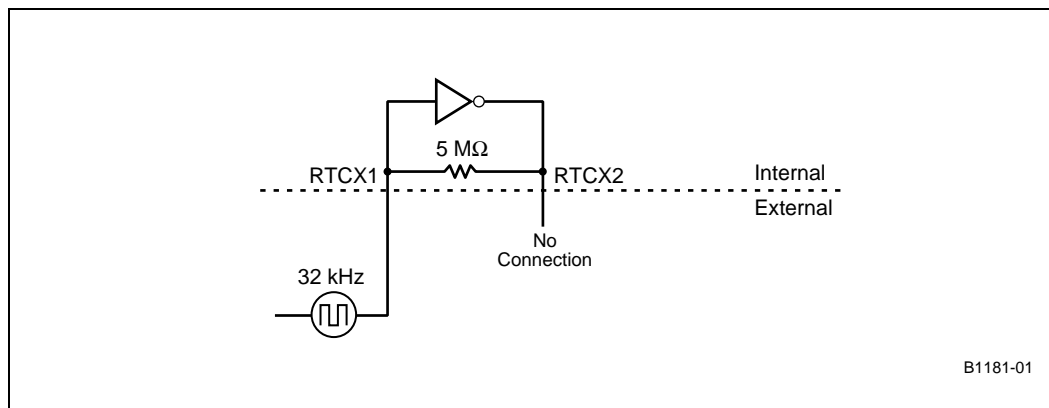 5 MΩ
RTCX1
RTCX2
Internal
External
No
Connection
32 kHz
B1181-01